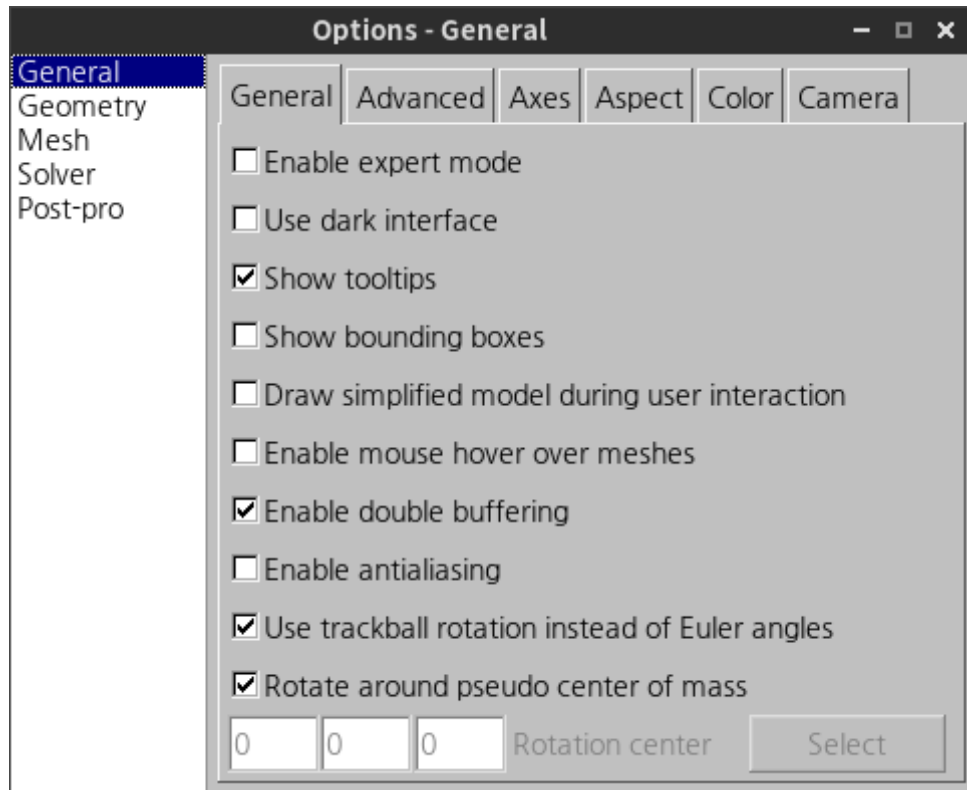 Options - General
General
Geometry
Mesh
Solver
Post-pro
General Advanced Axes Aspect Color Camera
Enable expert mode
Use dark interface
Show tooltips
Show bounding boxes
Draw simplified model during user interaction
Enable mouse hover over meshes
Enable double buffering
Enable antialiasing
Use trackball rotation instead of Euler angles
Rotate around pseudo center of mass
0 0 0 Rotation center Select